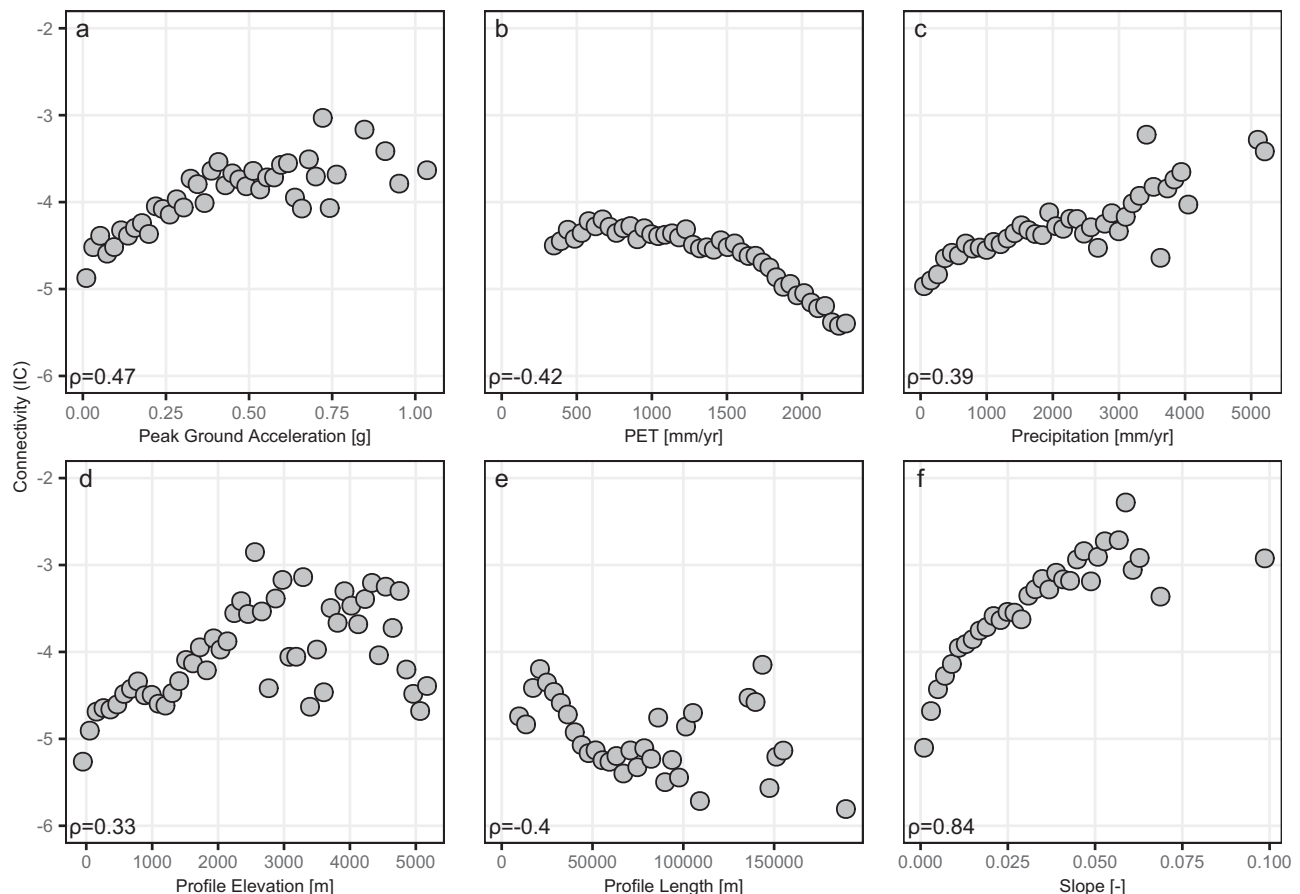 a
b
c
-2
-3
-4
-5
-6
ρ=0.47
ρ=-0.42
ρ=0.39
0.00 0.25 0.50 0.75 1.00
0 500 1000 1500 2000
0 1000 2000 3000 4000 5000
Peak Ground Acceleration [g]
PET [mm/yr]
Precipitation [mm/yr]
Connectivity (IC)
d
e
f
-2
-3
-4
-5
-6
ρ=0.33
ρ=-0.4
ρ=0.84
0 1000 2000 3000 4000 5000
0 50000 100000 150000
0.000 0.025 0.050 0.075 0.100
Profile Elevation [m]
Profile Length [m]
Slope [-]